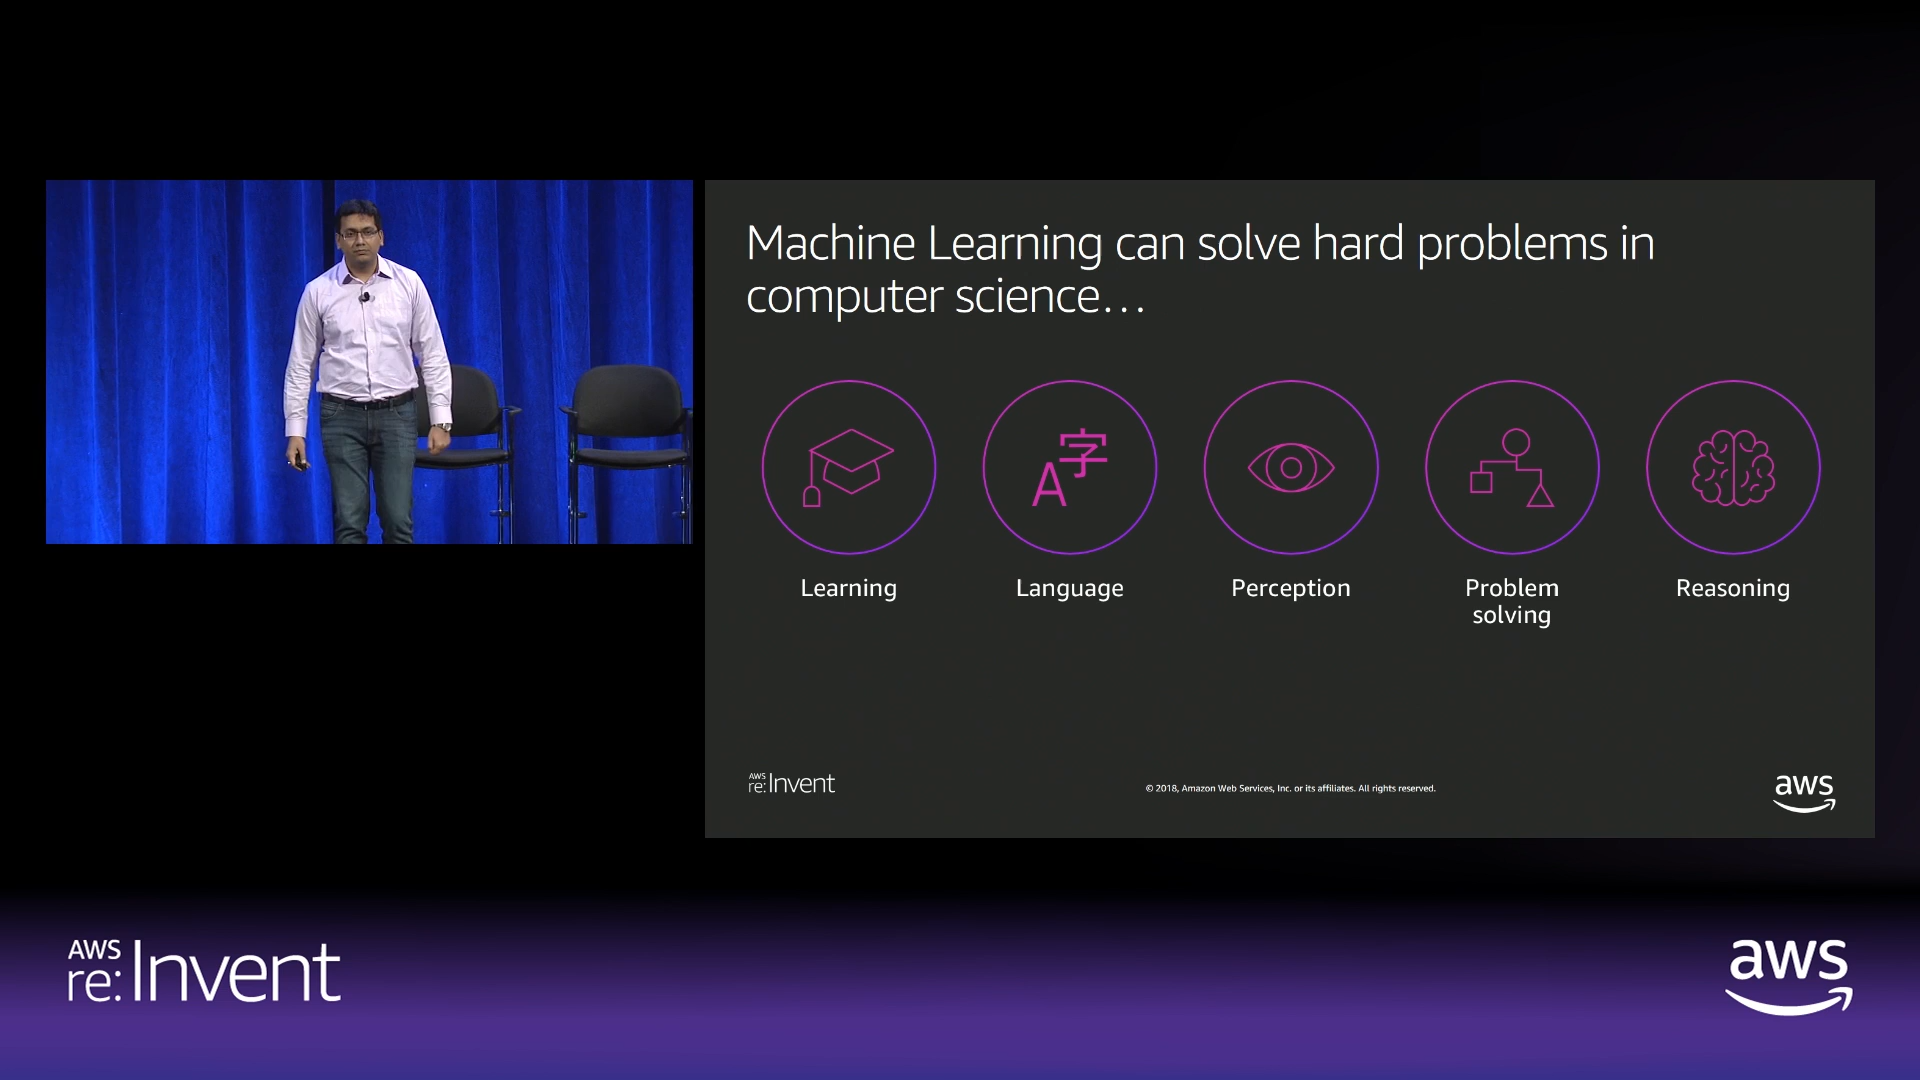 Machine Learning can solve hard problems in
computer science…
A字
Learning
Language
Perception
Problem
solving
Reasoning
AWS
re:Invent
© 2018, Amazon Web Services, Inc. or its affiliates. All rights reserved.
aws
AWS
re:Invent
aws